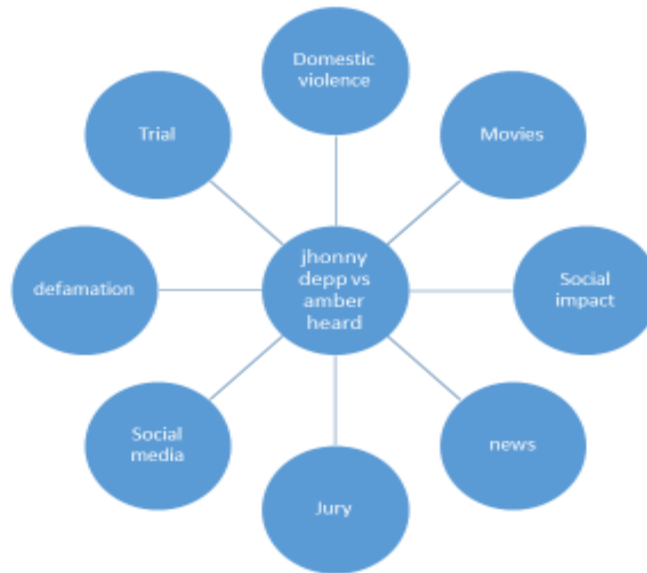 Domestic
violence
Trial
Movies
defamation
jhonny
depp vs
amber
heard
Social
impact
Social
media
news
Jury